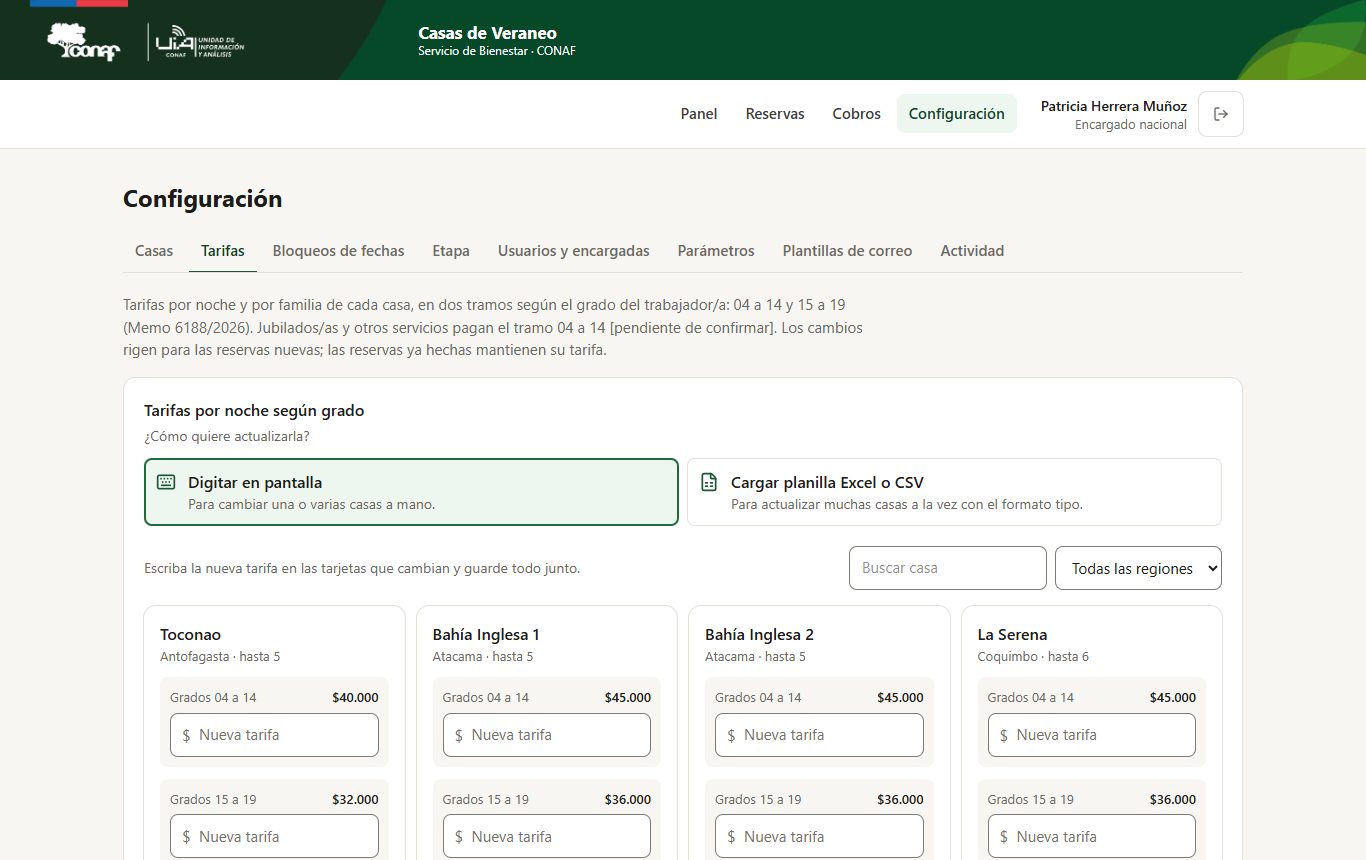 conaf
UIA CONAF
UNIDAD DE
INFORMACIÓN
Y ANÁLISIS
Casas de Veraneo
Servicio de Bienestar · CONAF
Panel Reservas Cobros Configuración
Patricia Herrera Muñoz
Encargado nacional
Configuración
Casas Tarifas Bloqueos de fechas Etapa Usuarios y encargadas Parámetros Plantillas de correo Actividad
Tarifas por noche y por familia de cada casa, en dos tramos según el grado del trabajador/a: 04 a 14 y 15 a 19
(Memo 6188/2026). Jubilados/as y otros servicios pagan el tramo 04 a 14 [pendiente de confirmar]. Los cambios
rigen para las reservas nuevas; las reservas ya hechas mantienen su tarifa.
Tarifas por noche según grado
¿Cómo quiere actualizarla?
Digitar en pantalla
Para cambiar una o varias casas a mano.
Cargar planilla Excel o CSV
Para actualizar muchas casas a la vez con el formato tipo.
Escriba la nueva tarifa en las tarjetas que cambian y guarde todo junto.
Buscar casa
Todas las regiones
Toconao
Antofagasta · hasta 5
Grados 04 a 14 $40.000
$ Nueva tarifa
Grados 15 a 19 $32.000
$ Nueva tarifa
Bahía Inglesa 1
Atacama · hasta 5
Grados 04 a 14 $45.000
$ Nueva tarifa
Grados 15 a 19 $36.000
$ Nueva tarifa
Bahía Inglesa 2
Atacama · hasta 5
Grados 04 a 14 $45.000
$ Nueva tarifa
Grados 15 a 19 $36.000
$ Nueva tarifa
La Serena
Coquimbo · hasta 6
Grados 04 a 14 $45.000
$ Nueva tarifa
Grados 15 a 19 $36.000
$ Nueva tarifa